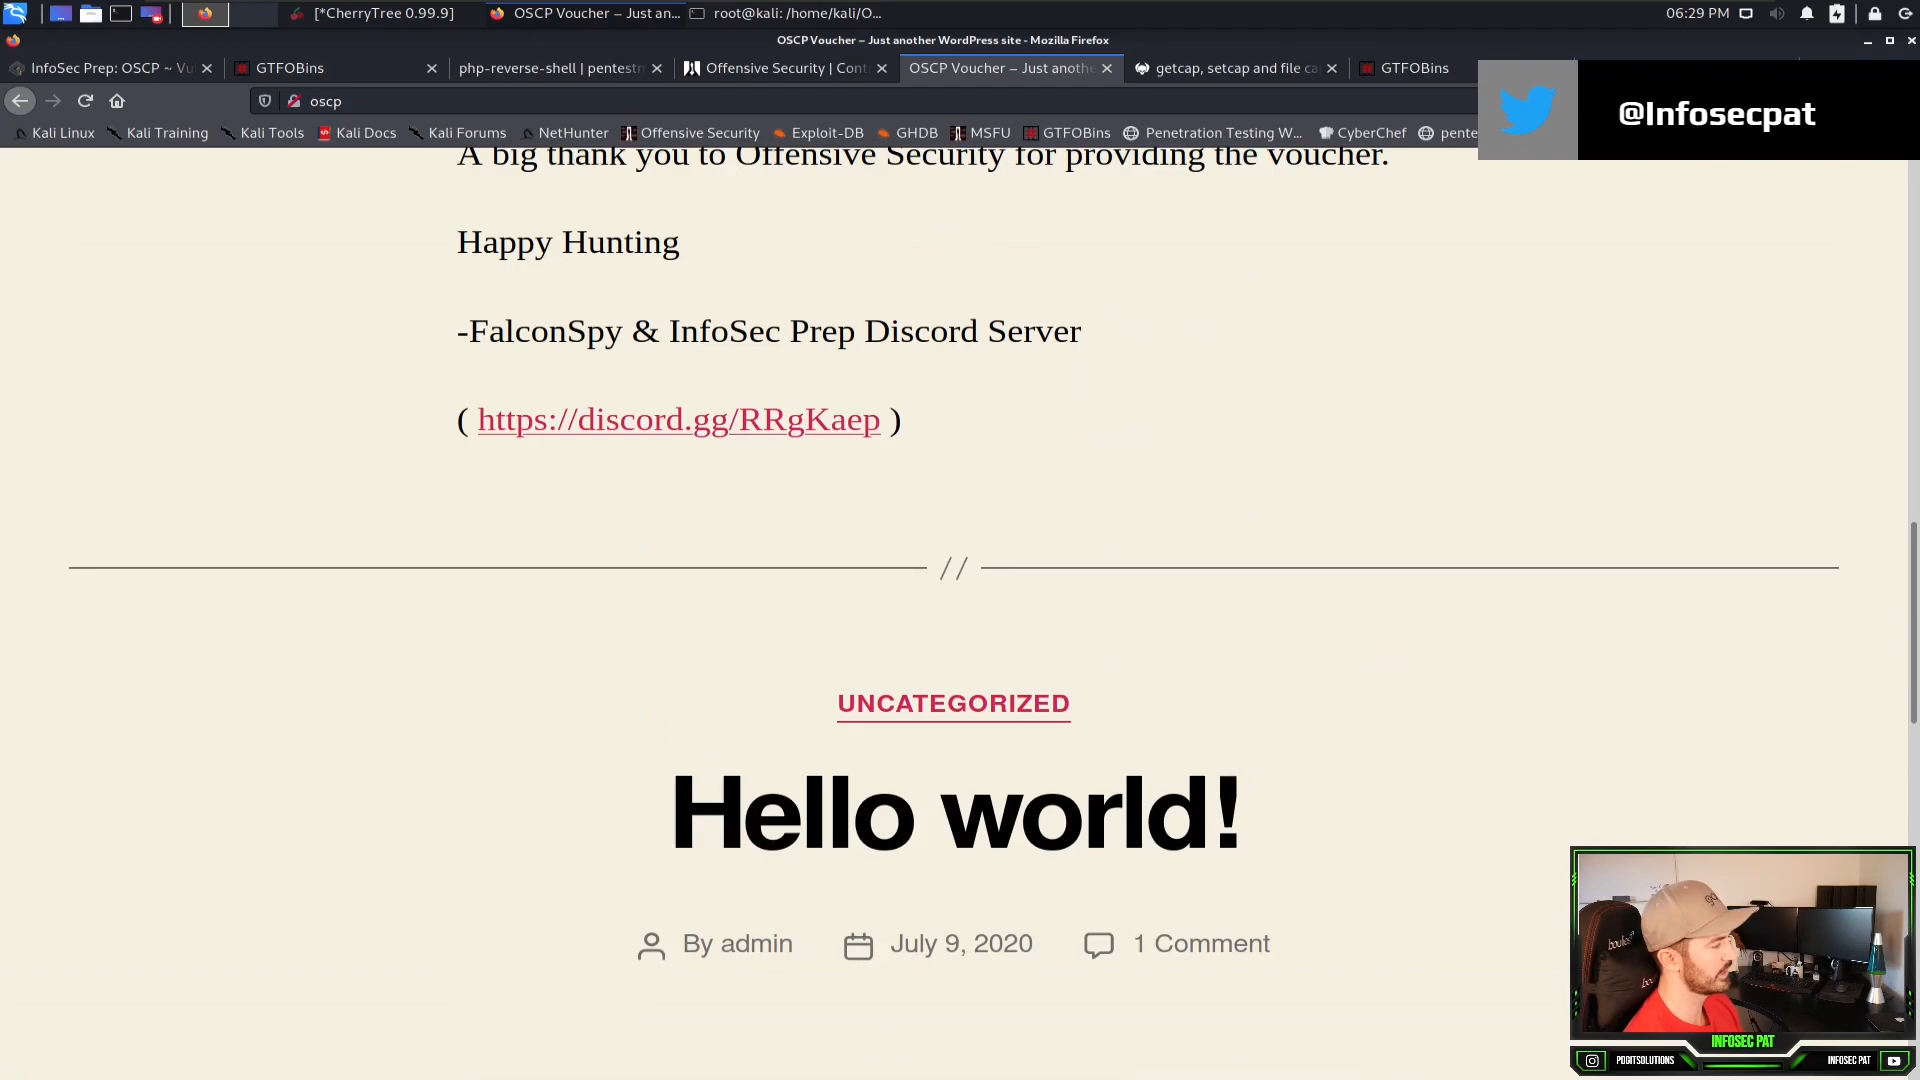 [*CherryTree 0.99.9]
OSCP Voucher – Just an...
root@kali: /home/kali/O...
06:29 PM
OSCP Voucher – Just another WordPress site - Mozilla Firefox
InfoSec Prep: OSCP ~ Vu
GTFOBins
php-reverse-shell | pentestm
Offensive Security | Cont
OSCP Voucher – Just anothe
getcap, setcap and file ca
GTFOBins
oscp
Kali Linux
Kali Training
Kali Tools
Kali Docs
Kali Forums
NetHunter
Offensive Security
Exploit-DB
GHDB
MSFU
GTFOBins
Penetration Testing W...
CyberChef
pente
@Infosecpat
A big thank you to Offensive Security for providing the voucher.
Happy Hunting
-FalconSpy & InfoSec Prep Discord Server
( https://discord.gg/RRgKaep )
//
UNCATEGORIZED
Hello world!
By admin
July 9, 2020
1 Comment
INFOSEC PAT
PDDITSOLUTIONS
INFOSEC PAT